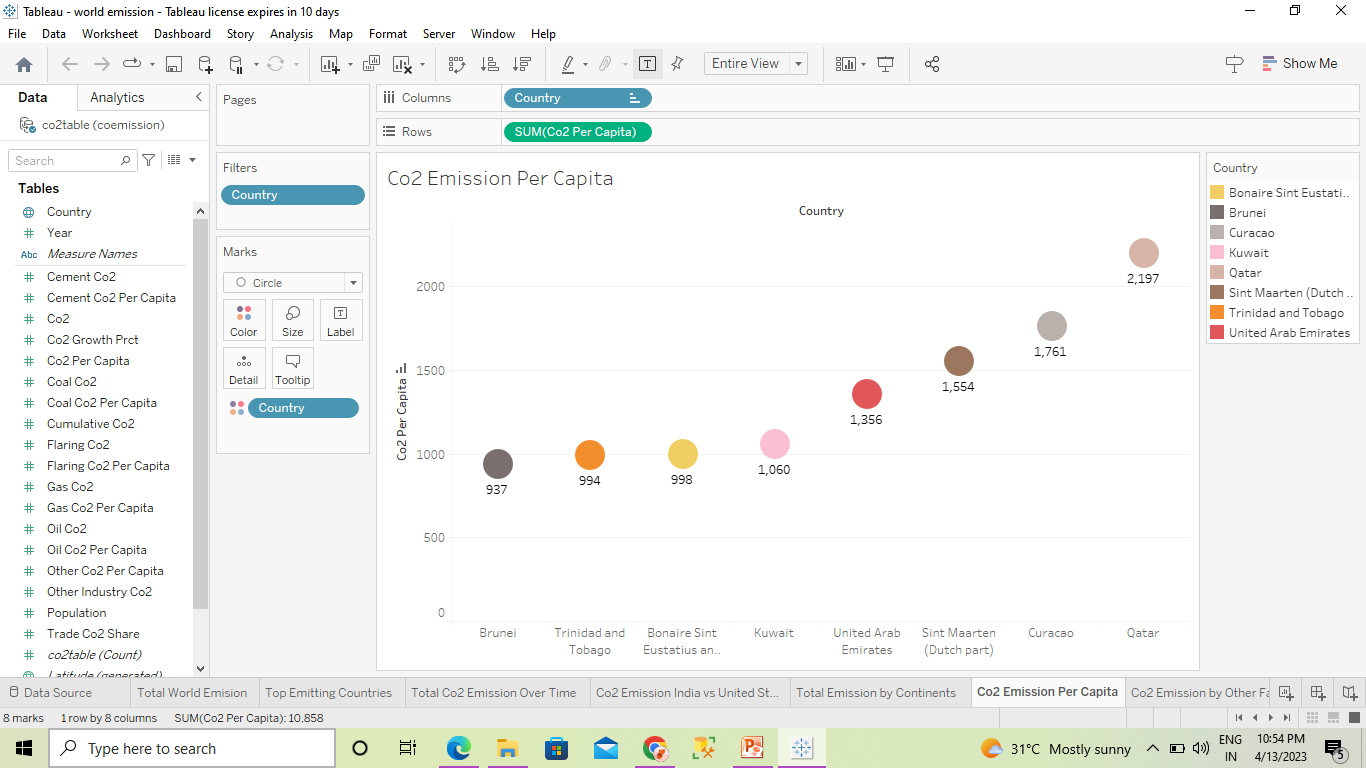 Tableau - world emission - Tableau license expires in 10 days
File Data Worksheet Dashboard Story Analysis Map Format Server Window Help
Entire View
Show Me
Data Analytics
co2table (coemission)
Search
Tables
Country
Year
Abc Measure Names
Cement Co2
Cement Co2 Per Capita
Co2
Co2 Growth Prct
Co2 Per Capita
Coal Co2
Coal Co2 Per Capita
Cumulative Co2
Flaring Co2
Flaring Co2 Per Capita
Gas Co2
Gas Co2 Per Capita
Oil Co2
Oil Co2 Per Capita
Other Co2 Per Capita
Other Industry Co2
Population
Trade Co2 Share
co2table (Count)
Latitude (generated)
Pages
Filters
Country
Marks
Circle
Color Size Label
Detail Tooltip
Country
Columns Country
Rows SUM(Co2 Per Capita)
Co2 Emission Per Capita
Country
2,197
2000
1,761
1500
1,554
1,356
1,060
1000
937 994 998
500
0
Co2 Per Capita
Brunei
Trinidad and
Tobago
Bonaire Sint
Eustatius an..
Kuwait
United Arab
Emirates
Sint Maarten
(Dutch part)
Curacao
Qatar
Country
Bonaire Sint Eustati..
Brunei
Curacao
Kuwait
Qatar
Sint Maarten (Dutch ..
Trinidad and Tobago
United Arab Emirates
Data Source Total World Emision Top Emitting Countries Total Co2 Emission Over Time Co2 Emission India vs United St... Total Emission by Continents Co2 Emission Per Capita Co2 Emission by Other Fa
8 marks 1 row by 8 columns SUM(Co2 Per Capita): 10,858
Type here to search
31°C Mostly sunny
ENG
IN
10:54 PM
4/13/2023
5